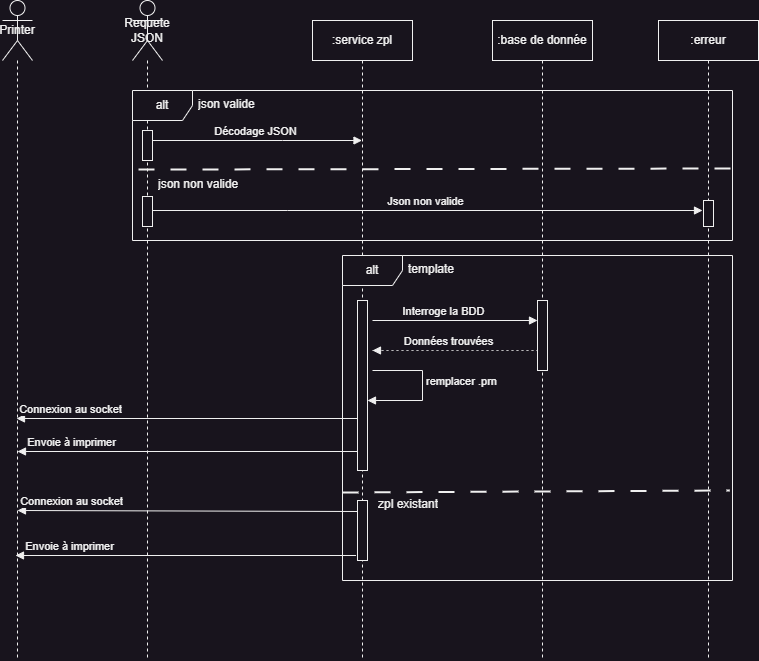 Printer
Requete
JSON
:service zpl
:base de donnée
:erreur
alt
json valide
Décodage JSON
json non valide
Json non valide
alt
template
Interroge la BDD
Données trouvées
remplacer .pm
Connexion au socket
Envoie à imprimer
Connexion au socket
zpl existant
Envoie à imprimer